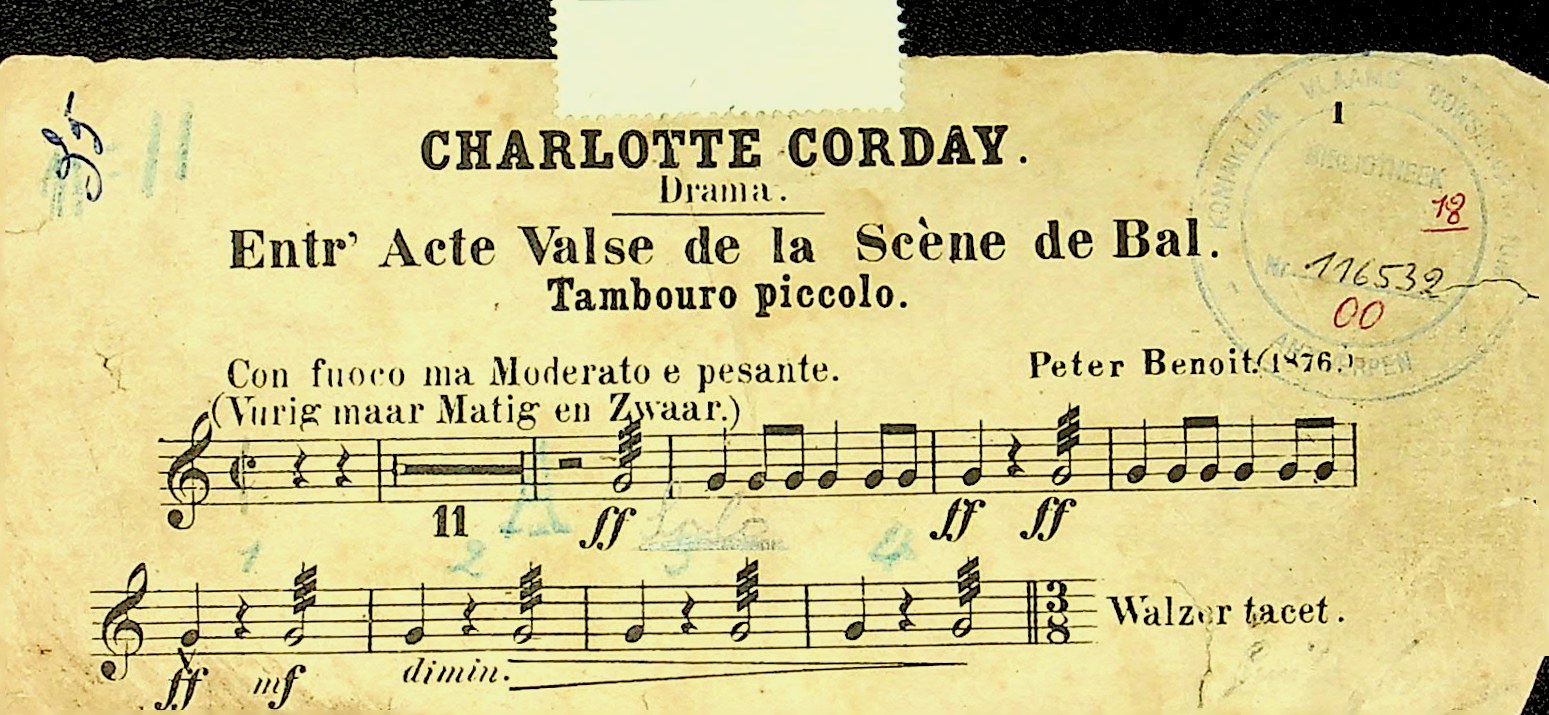 35
11
1
KONINKLIJK VLAAMS
BIBLIOTHEEK
18
Nr. 116532
00
ANTWERPEN
CHARLOTTE CORDAY.
Drama.
Entr' Acte Valse de la Scène de Bal.
Tambouro piccolo.
Con fuoco ma Moderato e pesante.
Peter Benoit.(1876.)
(Vurig maar Matig en Zwaar.)
11
ff Solo ff ff
1 2 3 4
3
8
Walzer tacet.
ff mf dimin.